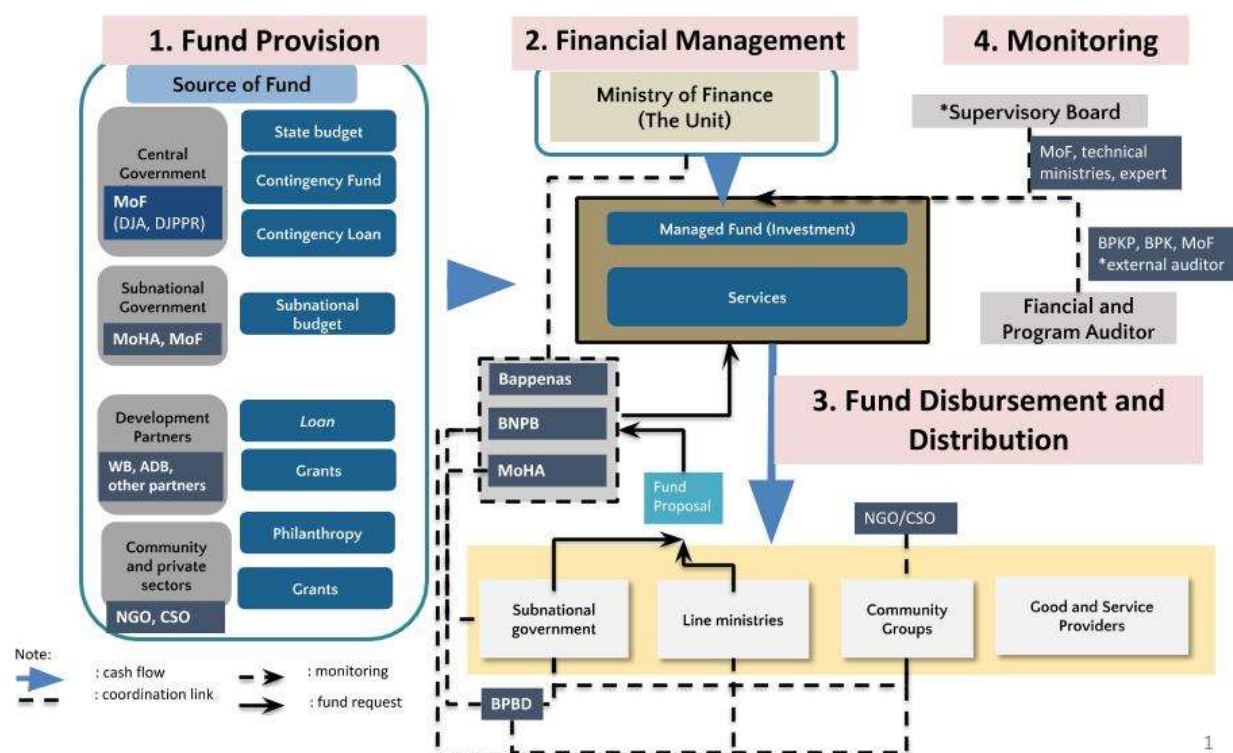 1. Fund Provision
Source of Fund
Central
Government
MoF
(DJA, DJPPR)
State budget
Contingency Fund
Contingency Loan
Subnational
Government
MoHA, MoF
Subnational
budget
Development
Partners
WB, ADB,
other partners
Loan
Grants
Community
and private
sectors
NGO, CSO
Philanthropy
Grants
2. Financial Management
Ministry of Finance
(The Unit)
Managed Fund (Investment)
Services
Bappenas
BNPB
MoHA
Fund
Proposal
4. Monitoring
*Supervisory Board
MoF, technical
ministries, expert
BPKP, BPK, MoF
*external auditor
Fiancial and
Program Auditor
3. Fund Disbursement and
Distribution
NGO/CSO
Subnational
government
Line ministries
Community
Groups
Good and Service
Providers
BPBD
Note:
: cash flow
: coordination link
: monitoring
: fund request
1